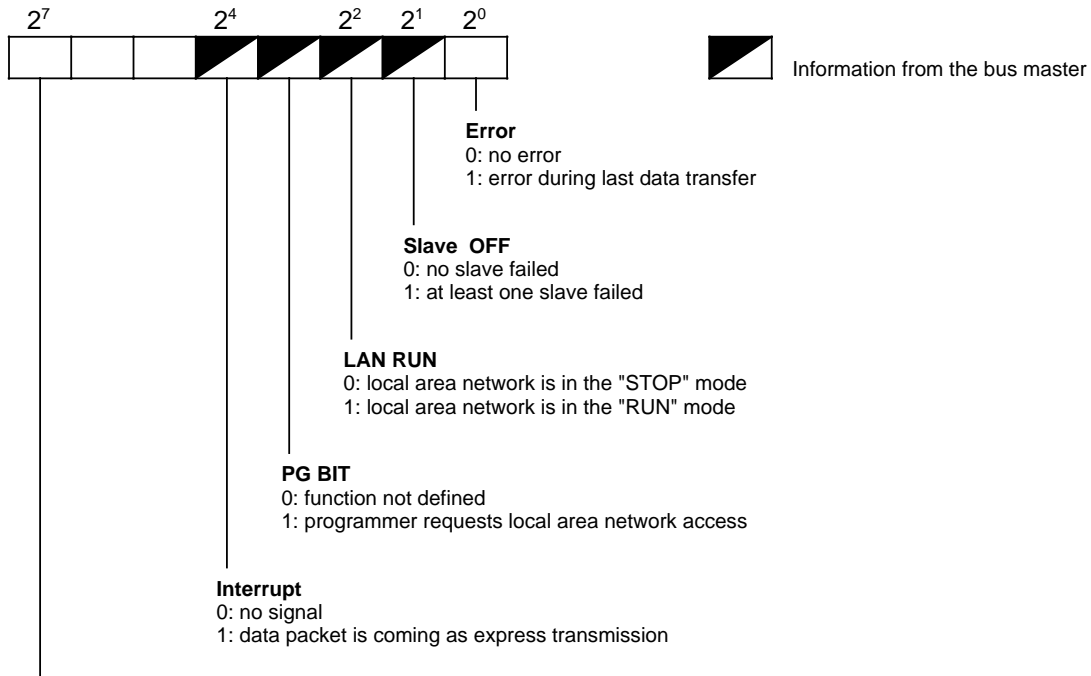 2⁷ 2⁴ 2² 2¹ 2⁰
Information from the bus master
Error
0: no error
1: error during last data transfer
Slave OFF
0: no slave failed
1: at least one slave failed
LAN RUN
0: local area network is in the "STOP" mode
1: local area network is in the "RUN" mode
PG BIT
0: function not defined
1: programmer requests local area network access
Interrupt
0: no signal
1: data packet is coming as express transmission